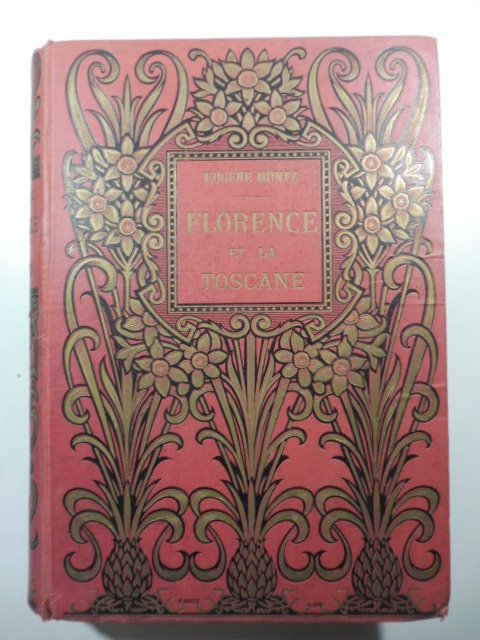 EUGÈNE MÜNTZ
FLORENCE
ET LA
TOSCANE